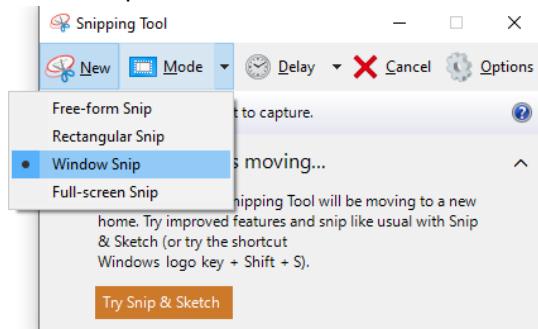 Snipping Tool
New Mode Delay Cancel Options
Free-form Snip
Rectangular Snip
Window Snip
Full-screen Snip
to capture.
moving...
nipping Tool will be moving to a new
home. Try improved features and snip like usual with Snip
& Sketch (or try the shortcut
Windows logo key + Shift + S).
Try Snip & Sketch